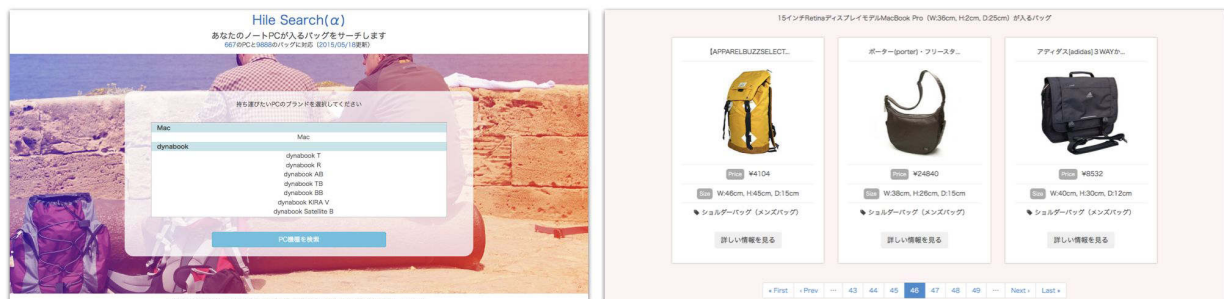 Hile Search(α)
あなたのノートPCが入るバッグをサーチします
667のPCと9888のバッグに対応（2015/05/18更新）
持ち運びたいPCのブランドを選択してください
Mac
Mac
dynabook
dynabook T
dynabook R
dynabook AB
dynabook TB
dynabook BB
dynabook KIRA V
dynabook Satellite B
PC機種を検索
15インチRetinaディスプレイモデルMacBook Pro（W:36cm, H:2cm, D:25cm）が入るバッグ
【APPARELBUZZSELECT...
Price ¥4104
Size W:46cm, H:45cm, D:15cm
ショルダーバッグ（メンズバッグ）
詳しい情報を見る
ポーター(porter)・フリースタ...
Price ¥24840
Size W:38cm, H:26cm, D:15cm
ショルダーバッグ（メンズバッグ）
詳しい情報を見る
アディダス[adidas]３WAYか...
Price ¥8532
Size W:40cm, H:30cm, D:12cm
ショルダーバッグ（メンズバッグ）
詳しい情報を見る
« First ‹ Prev ... 43 44 45 46 47 48 49 ... Next › Last »